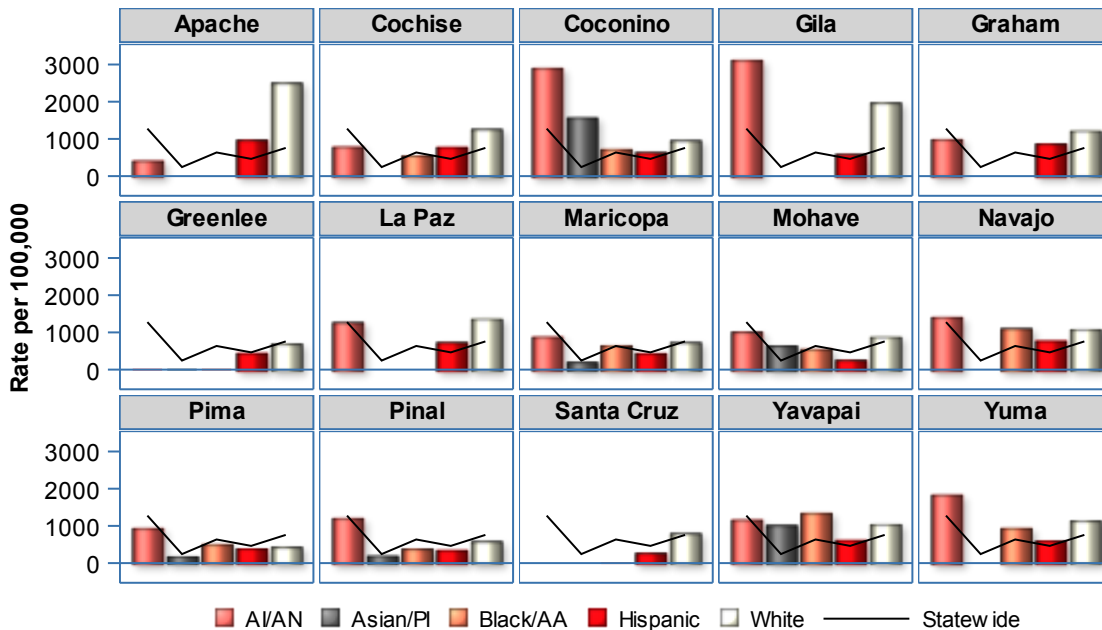 Apache Cochise Coconino Gila Graham
3000
2000
1000
0
Greenlee La Paz Maricopa Mohave Navajo
3000
2000
1000
0
Pima Pinal Santa Cruz Yavapai Yuma
3000
2000
1000
0
Rate per 100,000
AI/AN Asian/PI Black/AA Hispanic White Statew ide